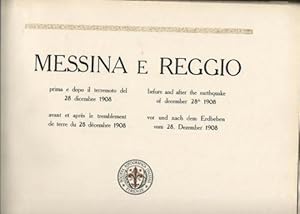 MESSINA E REGGIO
prima e dopo il terremoto del
28 dicembre 1908
before and after the earthquake
of december 28th 1908
avant et après le tremblement
de terre du 28 décembre 1908
vor und nach dem Erdbeben
vom 28. Dezember 1908